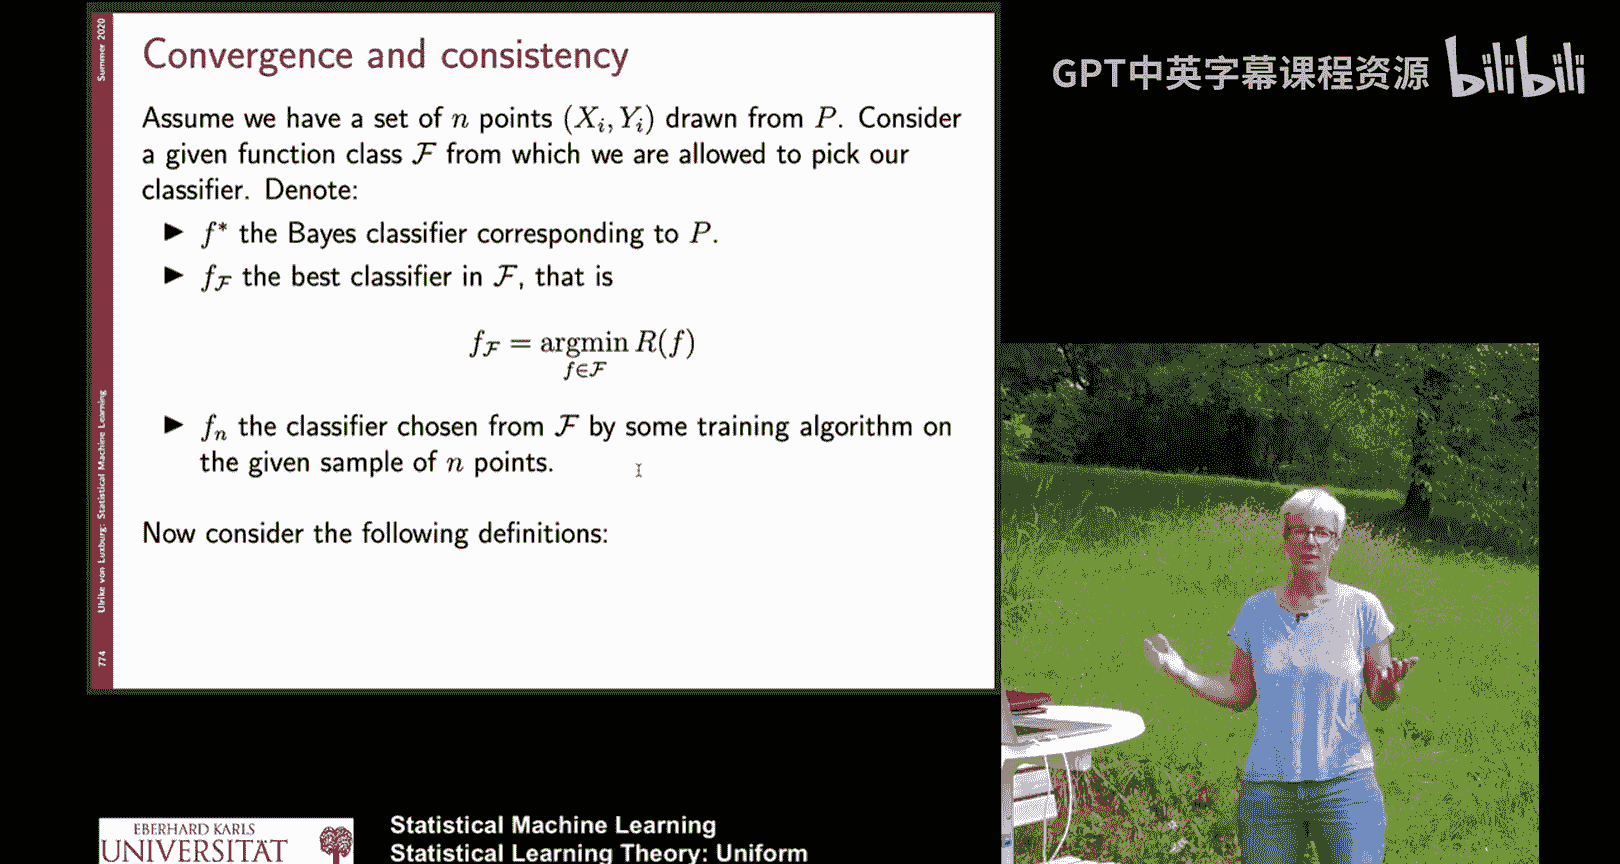 Summer 2020
Ulrike von Luxburg: Statistical Machine Learning
774
Convergence and consistency
Assume we have a set of n points (Xᵢ, Yᵢ) drawn from P. Consider
a given function class ℱ from which we are allowed to pick our
classifier. Denote:
▶ f* the Bayes classifier corresponding to P.
▶ f_ℱ the best classifier in ℱ, that is
f_ℱ = argmin R(f)
f∈ℱ
▶ fₙ the classifier chosen from ℱ by some training algorithm on
the given sample of n points.
Now consider the following definitions:
GPT中英字幕课程资源 bilibili
EBERHARD KARLS
UNIVERSITÄT
Statistical Machine Learning
Statistical Learning Theory: Uniform